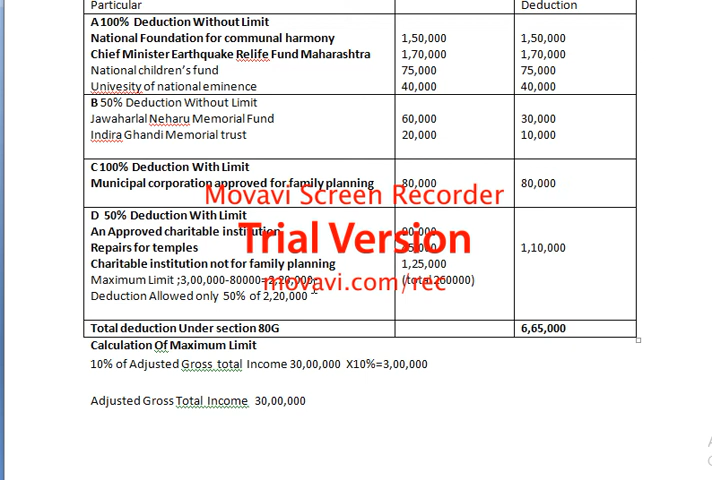 Particular Deduction
A 100% Deduction Without Limit
National Foundation for communal harmony 1,50,000 1,50,000
Chief Minister Earthquake Relife Fund Maharashtra 1,70,000 1,70,000
National children's fund 75,000 75,000
Univesity of national eminence 40,000 40,000
B 50% Deduction Without Limit
Jawaharlal Neharu Memorial Fund 60,000 30,000
Indira Ghandi Memorial trust 20,000 10,000
C 100% Deduction With Limit
Municipal corporation approved for family planning 80,000 80,000
Movavi Screen Recorder
D 50% Deduction With Limit
An Approved charitable institution
Trial Version
Repairs for temples 1,10,000
Charitable institution not for family planning 1,25,000
Maximum Limit ;3,00,000-80000=2,20,000: (total 260000)
movavi.com/rec
Deduction Allowed only 50% of 2,20,000
Total deduction Under section 80G 6,65,000
Calculation Of Maximum Limit
10% of Adjusted Gross total Income 30,00,000 X10%=3,00,000
Adjusted Gross Total Income 30,00,000